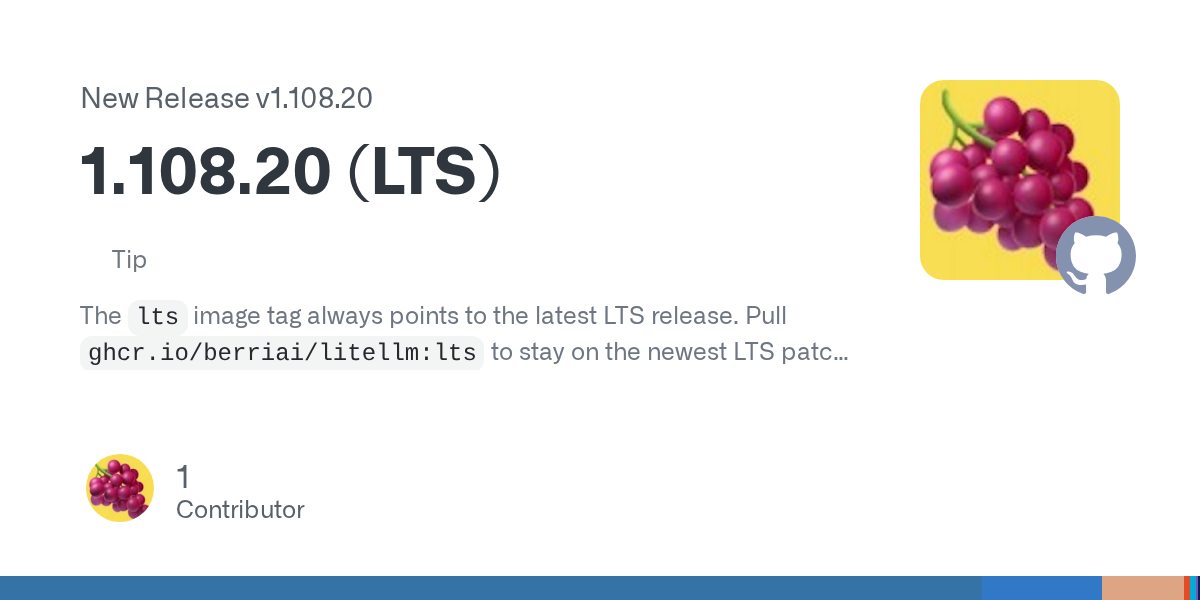 New Release v1.108.20
1.108.20 (LTS)
Tip
The lts image tag always points to the latest LTS release. Pull
ghcr.io/berriai/litellm:lts to stay on the newest LTS patc...
1
Contributor